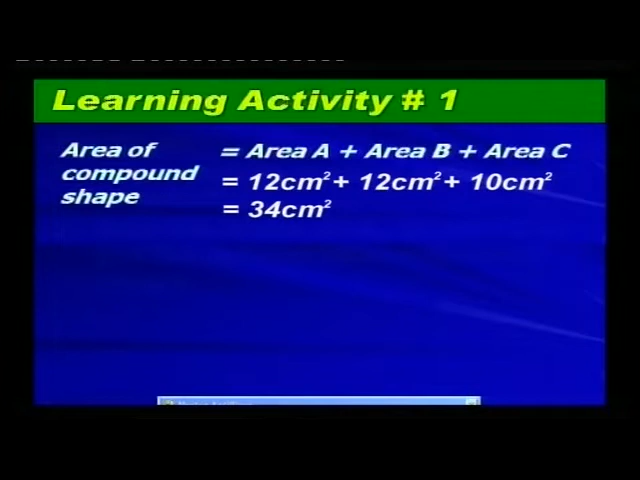 Learning Activity # 1
Area of compound shape
= Area A + Area B + Area C
= 12cm² + 12cm² + 10cm²
= 34cm²